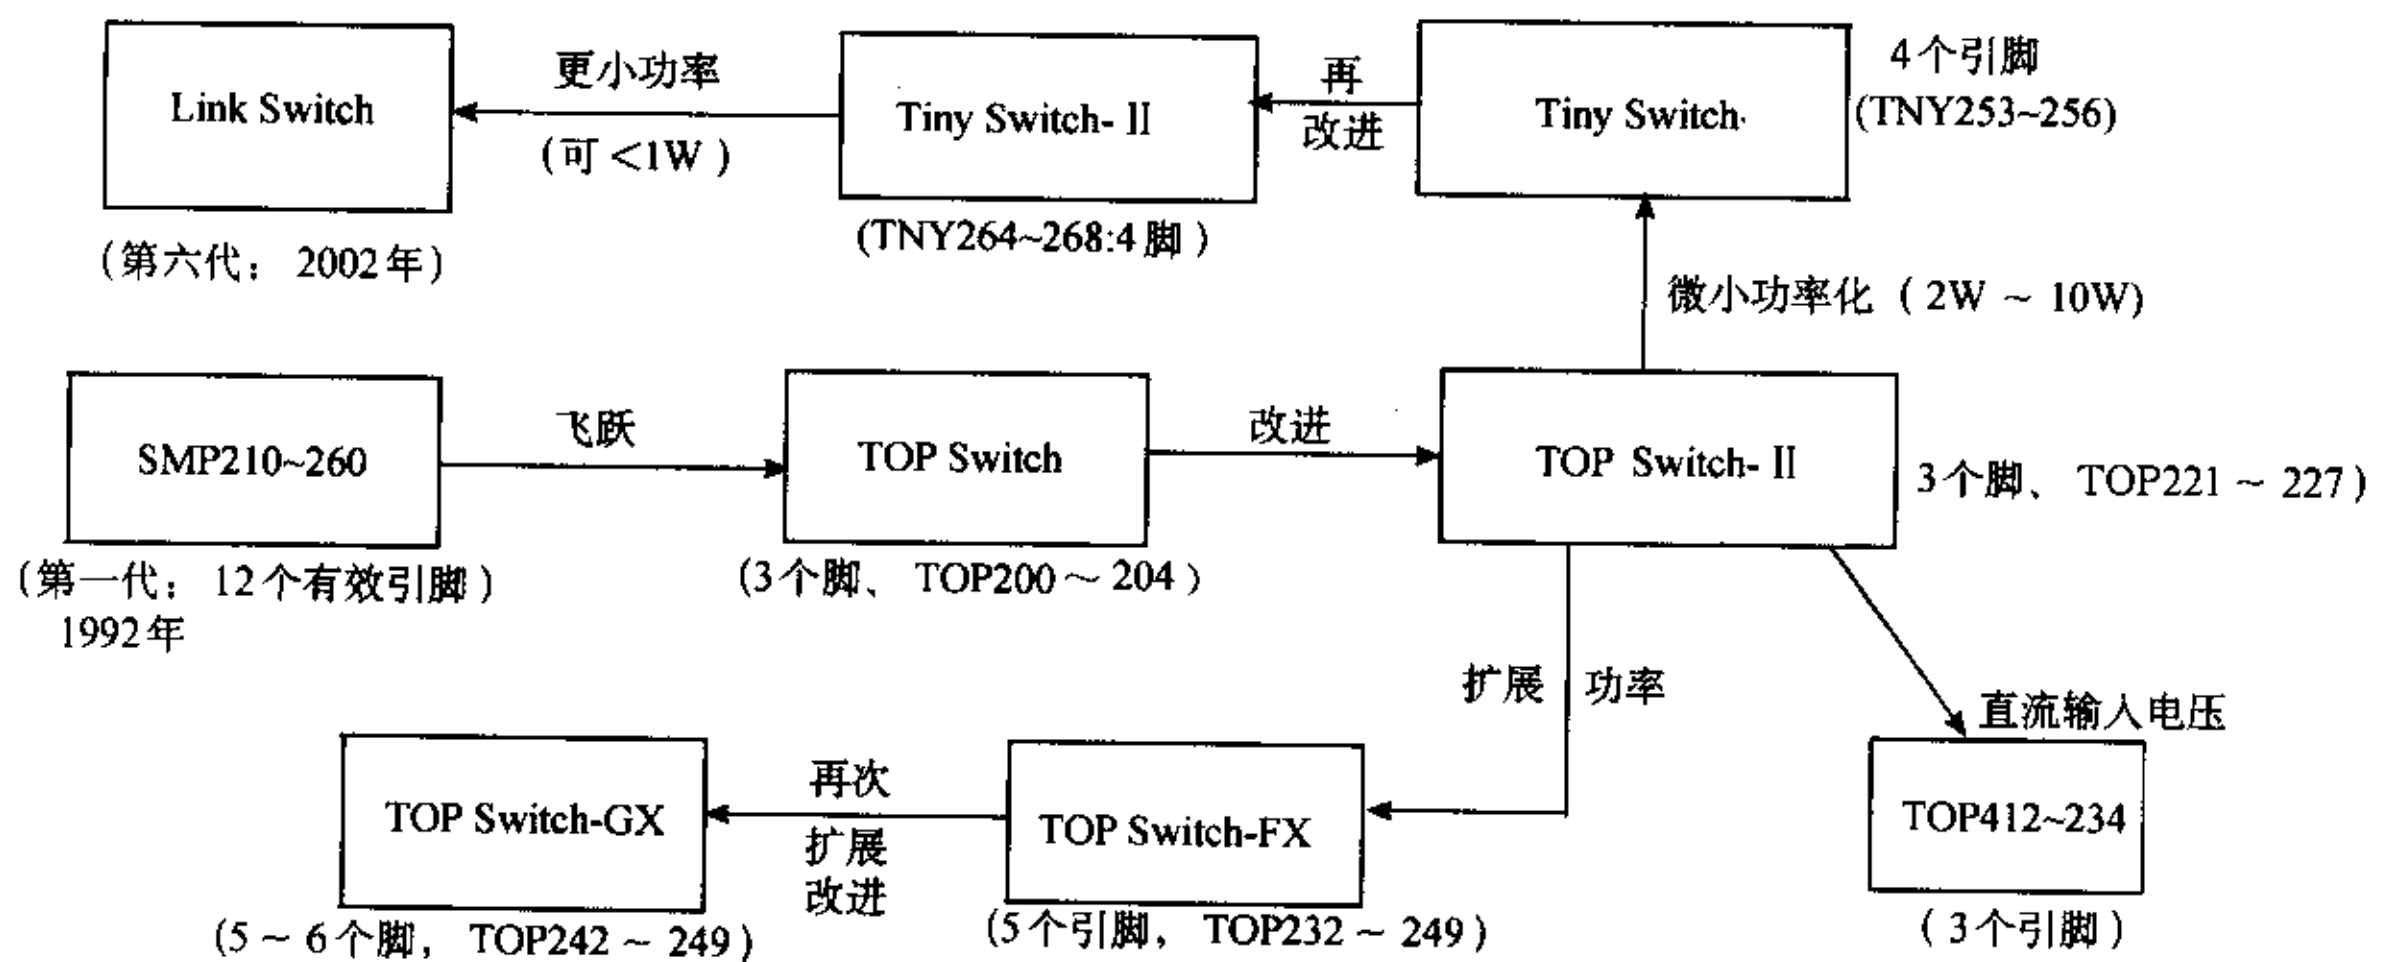 Link Switch
更小功率
(可<1W)
(第六代：2002年)
Tiny Switch-Ⅱ
(TNY264~268:4脚)
再
改进
Tiny Switch
4个引脚
(TNY253~256)
微小功率化 (2W ~ 10W)
SMP210~260
(第一代：12个有效引脚)
1992年
飞跃
TOP Switch
(3个脚、TOP200～204)
改进
TOP Switch-Ⅱ
3个脚、TOP221 ~ 227)
扩展 功率
直流输入电压
TOP412~234
(3个引脚)
TOP Switch-GX
(5 ~ 6个脚，TOP242 ~ 249)
再次
扩展
改进
TOP Switch-FX
(5个引脚，TOP232 ~ 249)